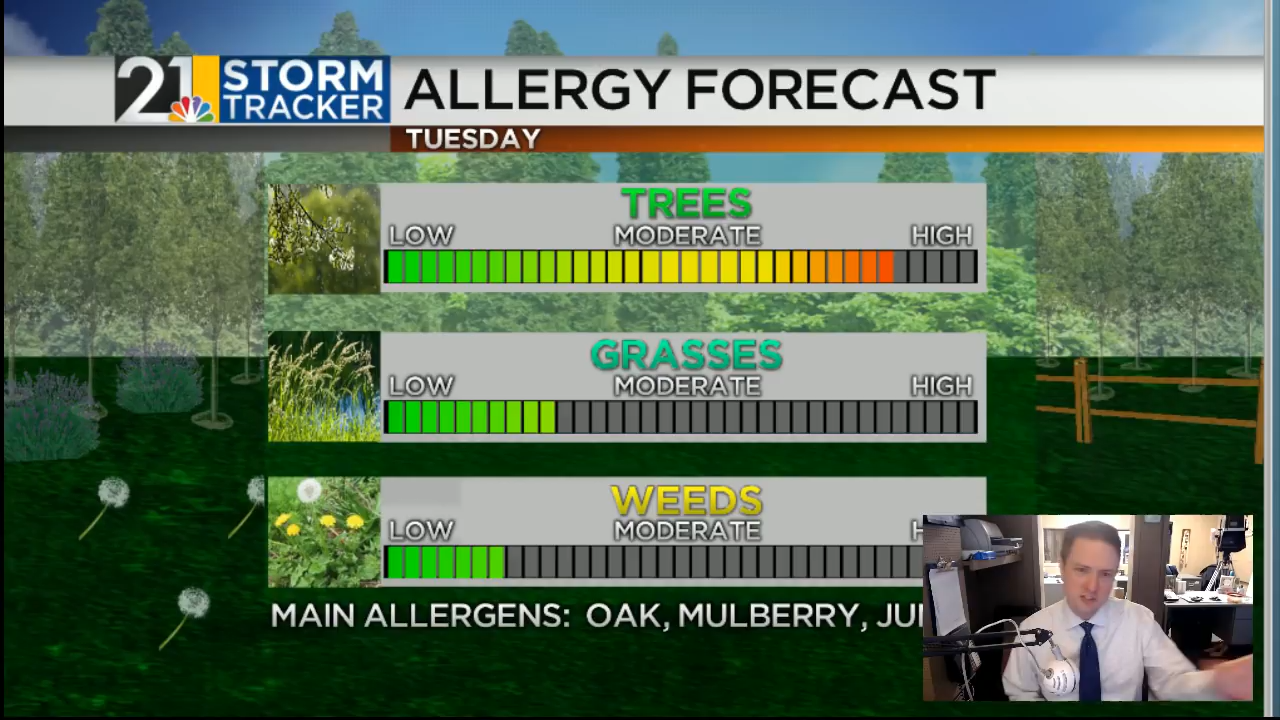 21 STORM TRACKER ALLERGY FORECAST
TUESDAY
TREES
LOW MODERATE HIGH
GRASSES
LOW MODERATE HIGH
WEEDS
LOW MODERATE
MAIN ALLERGENS: OAK, MULBERRY,